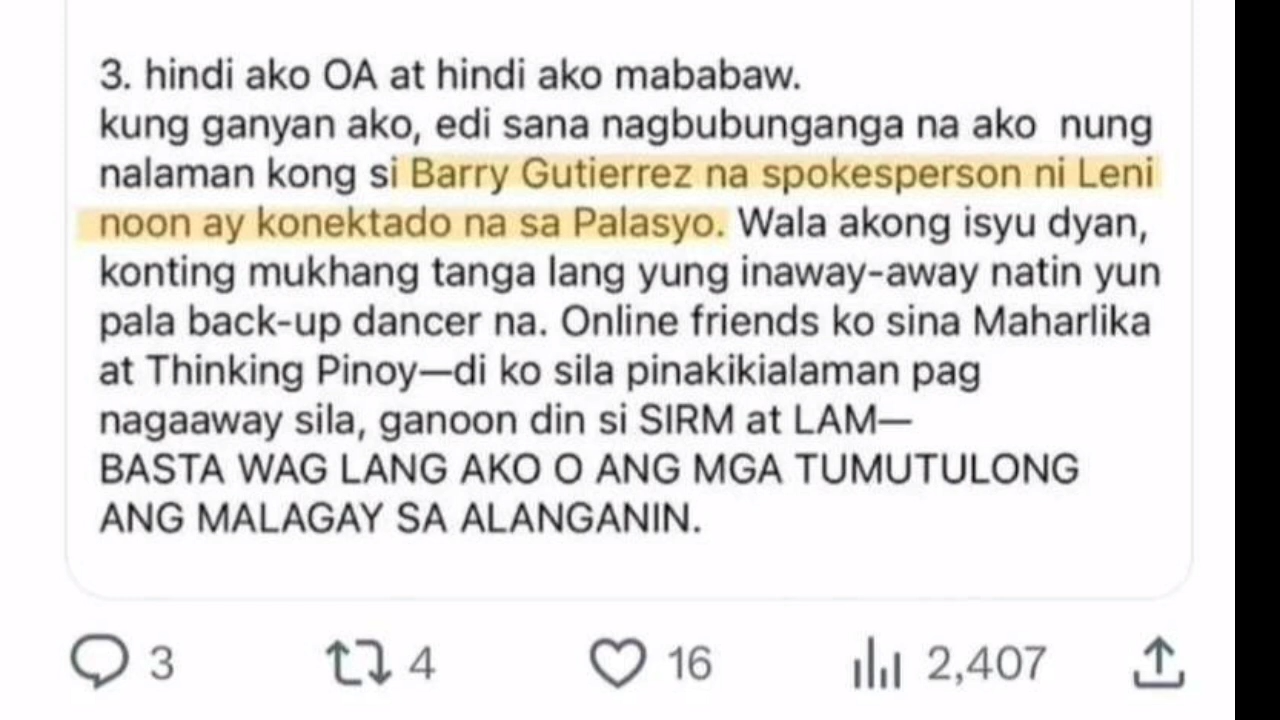 3. hindi ako OA at hindi ako mababaw.
kung ganyan ako, edi sana nagbubunganga na ako  nung
nalaman kong si Barry Gutierrez na spokesperson ni Leni
noon ay konektado na sa Palasyo. Wala akong isyu dyan,
konting mukhang tanga lang yung inaway-away natin yun
pala back-up dancer na. Online friends ko sina Maharlika
at Thinking Pinoy—di ko sila pinakikialaman pag
nagaaway sila, ganoon din si SIRM at LAM—
BASTA WAG LANG AKO O ANG MGA TUMUTULONG
ANG MALAGAY SA ALANGANIN.
3 4 16 2,407